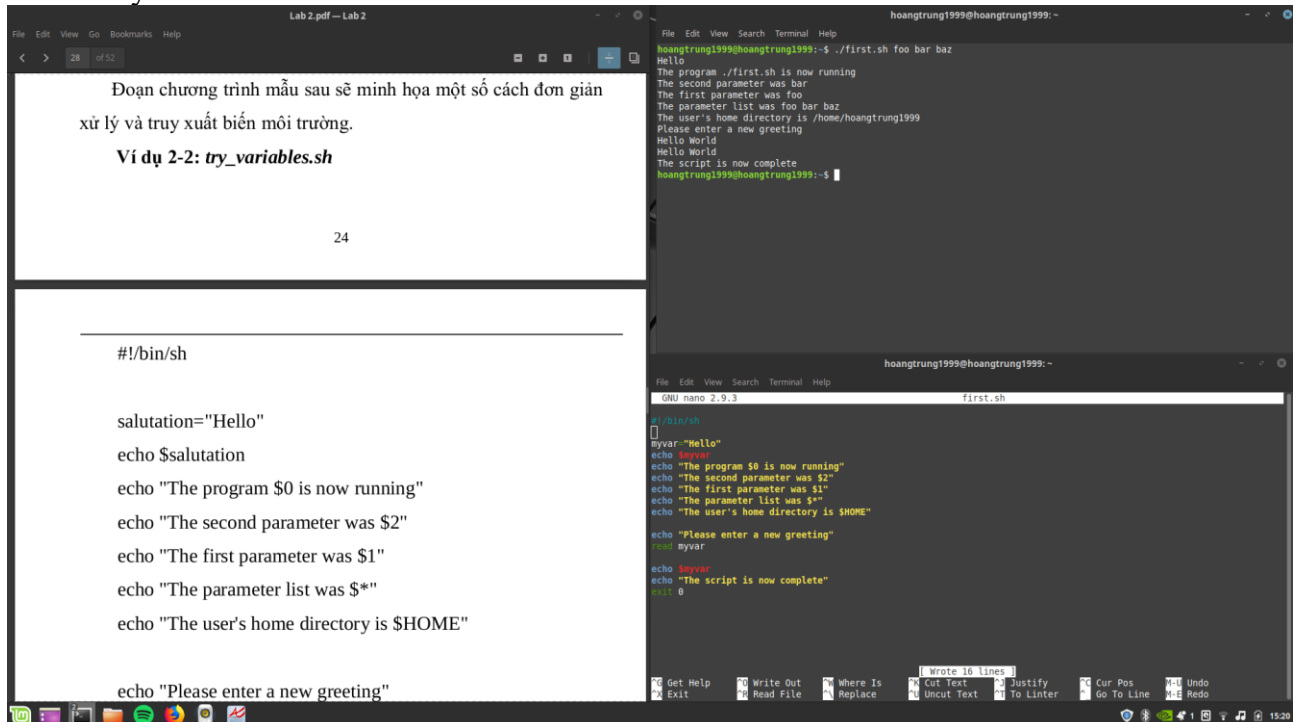 Lab 2.pdf — Lab 2
File Edit View Go Bookmarks Help
28 of 52
Đoạn chương trình mẫu sau sẽ minh họa một số cách đơn giản
xử lý và truy xuất biến môi trường.
Ví dụ 2-2: try_variables.sh
24
#!/bin/sh
salutation="Hello"
echo $salutation
echo "The program $0 is now running"
echo "The second parameter was $2"
echo "The first parameter was $1"
echo "The parameter list was $*"
echo "The user's home directory is $HOME"
echo "Please enter a new greeting"
hoangtrung1999@hoangtrung1999: ~
File Edit View Search Terminal Help
hoangtrung1999@hoangtrung1999:~$ ./first.sh foo bar baz
Hello
The program ./first.sh is now running
The second parameter was bar
The first parameter was foo
The parameter list was foo bar baz
The user's home directory is /home/hoangtrung1999
Please enter a new greeting
Hello World
Hello World
The script is now complete
hoangtrung1999@hoangtrung1999:~$
hoangtrung1999@hoangtrung1999: ~
File Edit View Search Terminal Help
GNU nano 2.9.3 first.sh
#!/bin/sh
myvar="Hello"
echo $myvar
echo "The program $0 is now running"
echo "The second parameter was $2"
echo "The first parameter was $1"
echo "The parameter list was $*"
echo "The user's home directory is $HOME"
echo "Please enter a new greeting"
read myvar
echo $myvar
echo "The script is now complete"
exit 0
[ Wrote 16 lines ]
^G Get Help ^O Write Out ^W Where Is ^K Cut Text ^J Justify ^C Cur Pos M-U Undo
^X Exit ^R Read File ^\ Replace ^U Uncut Text ^T To Linter ^_ Go To Line M-E Redo
1 15:20